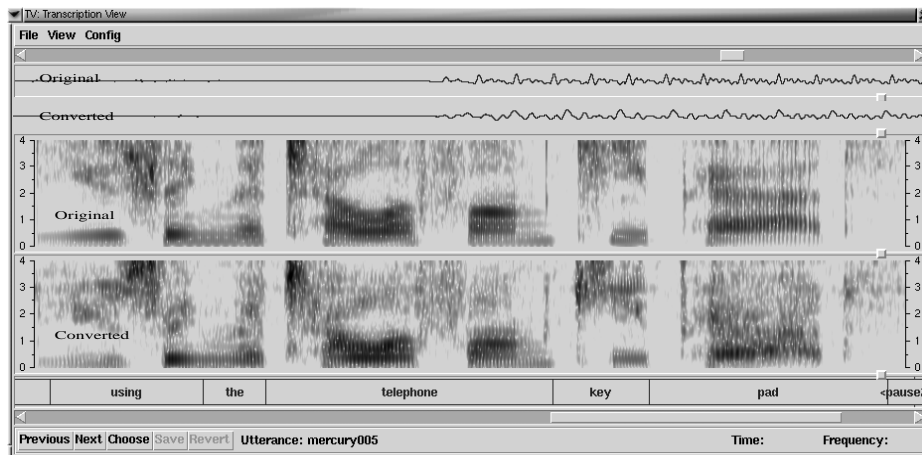 TV: Transcription View
File View Config
Original
Converted
4 4
3 3
2 2
Original
1 1
0 0
4 4
3 3
2 2
Converted
1 1
0 0
using the telephone key pad <pause
Previous Next Choose Save Revert Utterance: mercury005 Time: Frequency: